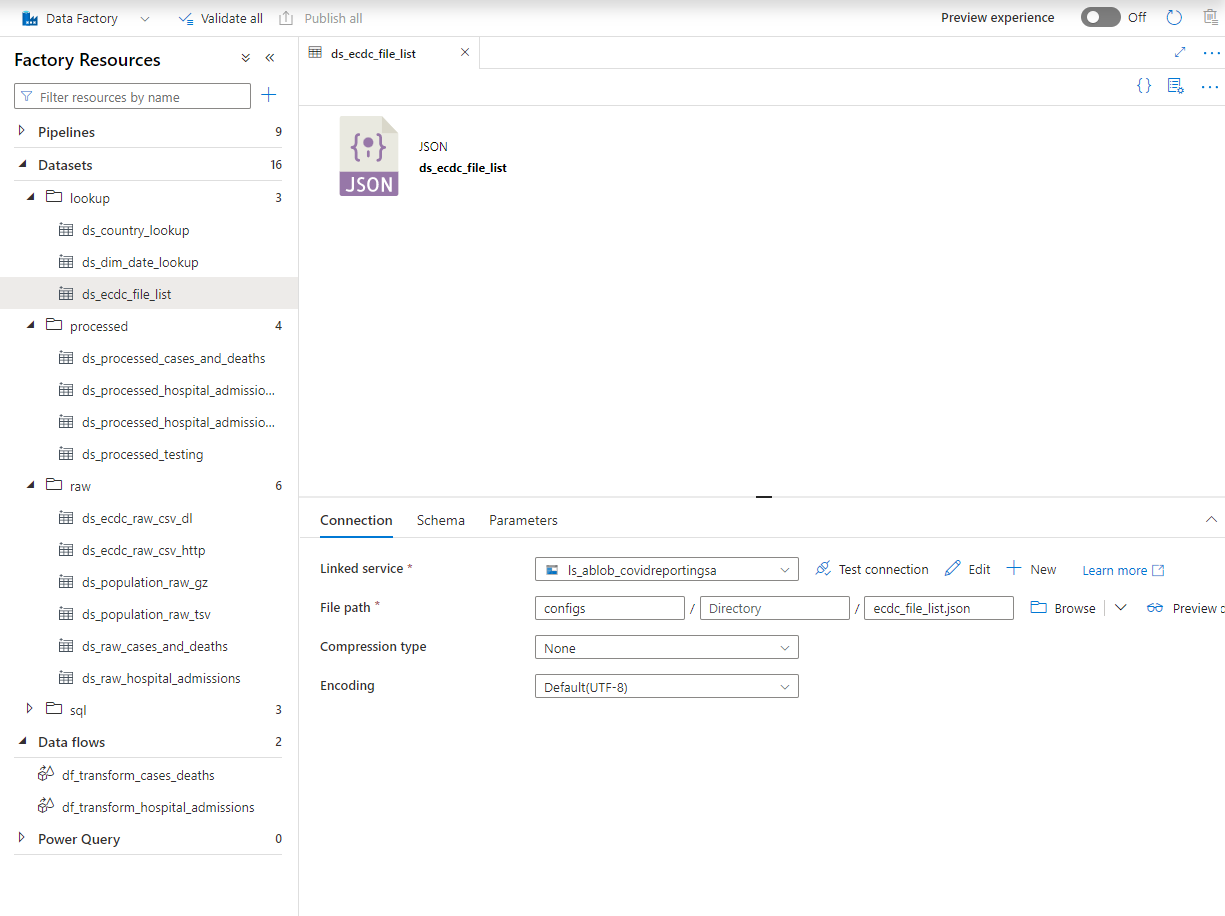 Data Factory
Validate all
Publish all
Preview experience
Off
Factory Resources
Filter resources by name
Pipelines 9
Datasets 16
lookup 3
ds_country_lookup
ds_dim_date_lookup
ds_ecdc_file_list
processed 4
ds_processed_cases_and_deaths
ds_processed_hospital_admissio...
ds_processed_hospital_admissio...
ds_processed_testing
raw 6
ds_ecdc_raw_csv_dl
ds_ecdc_raw_csv_http
ds_population_raw_gz
ds_population_raw_tsv
ds_raw_cases_and_deaths
ds_raw_hospital_admissions
sql 3
Data flows 2
df_transform_cases_deaths
df_transform_hospital_admissions
Power Query 0
ds_ecdc_file_list
{}
JSON
JSON
ds_ecdc_file_list
Connection Schema Parameters
Linked service * ls_ablob_covidreportingsa Test connection Edit New Learn more
File path * configs / Directory / ecdc_file_list.json Browse Preview d
Compression type None
Encoding Default(UTF-8)